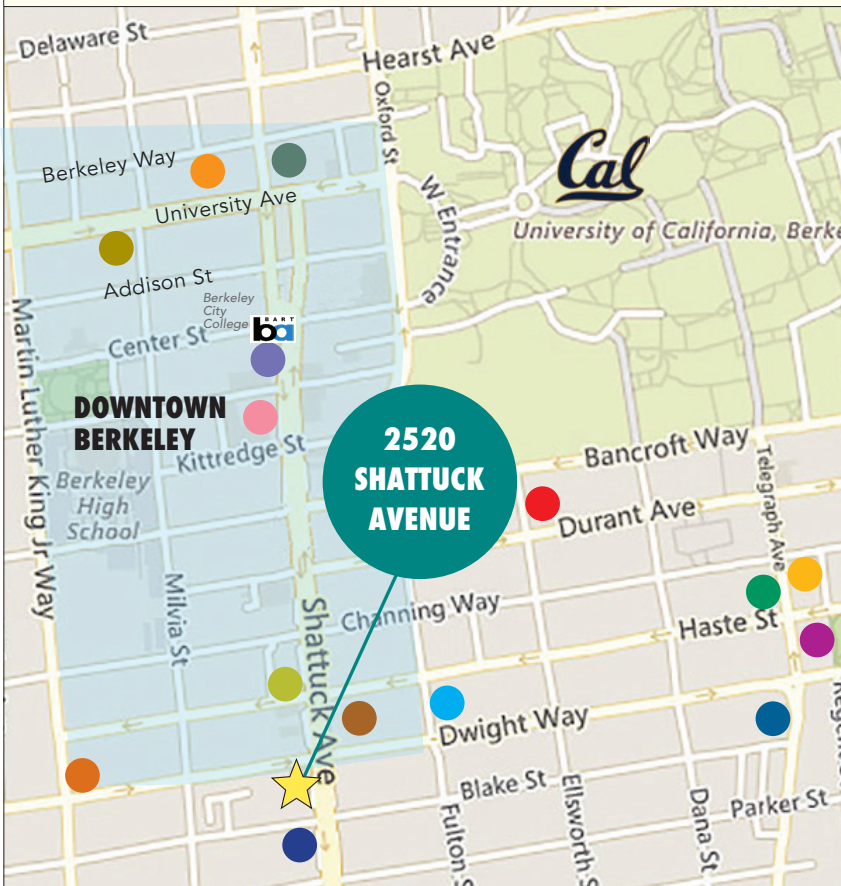 Delaware St
Hearst Ave
Oxford St
Berkeley Way
Cal
University Ave
W Entrance
University of California, Berke
Addison St
Berkeley
City
College
BART
ba
Martin Luther King Jr Way
Center St
DOWNTOWN
BERKELEY
2520
SHATTUCK
AVENUE
Kittredge St
Bancroft Way
Berkeley
High
School
Telegraph Ave
Durant Ave
Milvia St
Shattuck Ave
Channing Way
Haste St
Dwight Way
Blake St
Parker St
Fulton S
Ellsworth S
Dana St